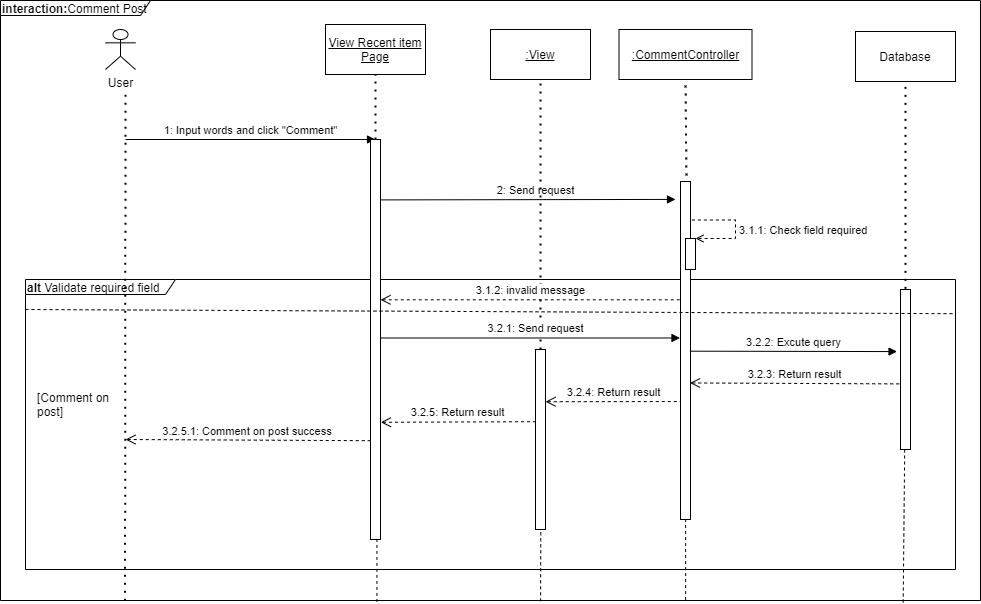 interaction:Comment Post
User
View Recent item
Page
:View
:CommentController
Database
1: Input words and click "Comment"
2: Send request
3.1.1: Check field required
alt Validate required field
3.1.2: invalid message
3.2.1: Send request
3.2.2: Excute query
3.2.3: Return result
3.2.4: Return result
[Comment on
post]
3.2.5: Return result
3.2.5.1: Comment on post success